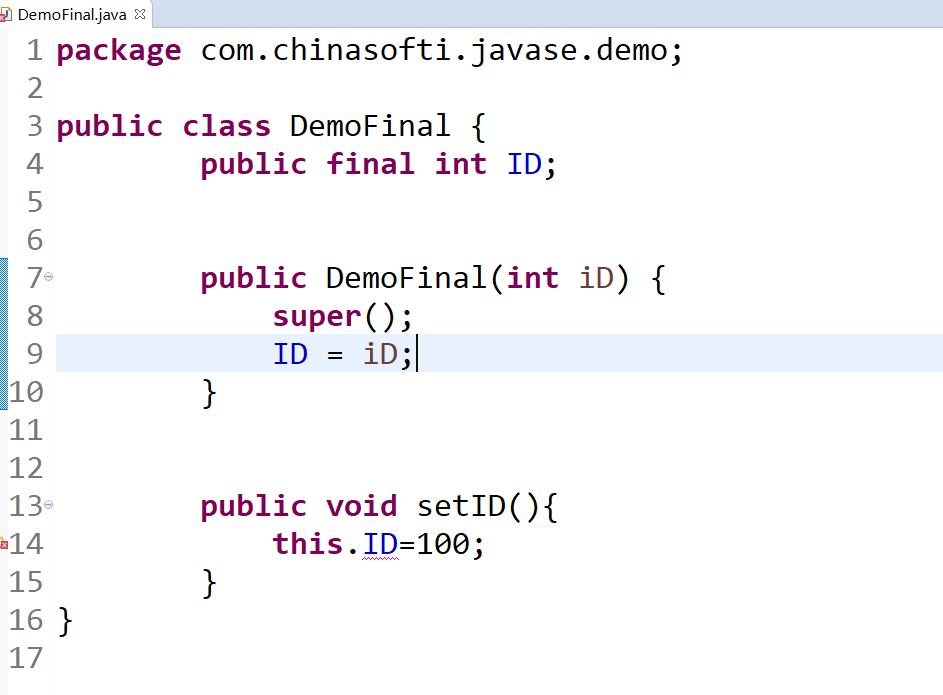 DemoFinal.java
1 package com.chinasofti.javase.demo;
2
3 public class DemoFinal {
4 public final int ID;
5
6
7 public DemoFinal(int iD) {
8 super();
9 ID = iD;
10 }
11
12
13 public void setID(){
14 this.ID=100;
15 }
16 }
17